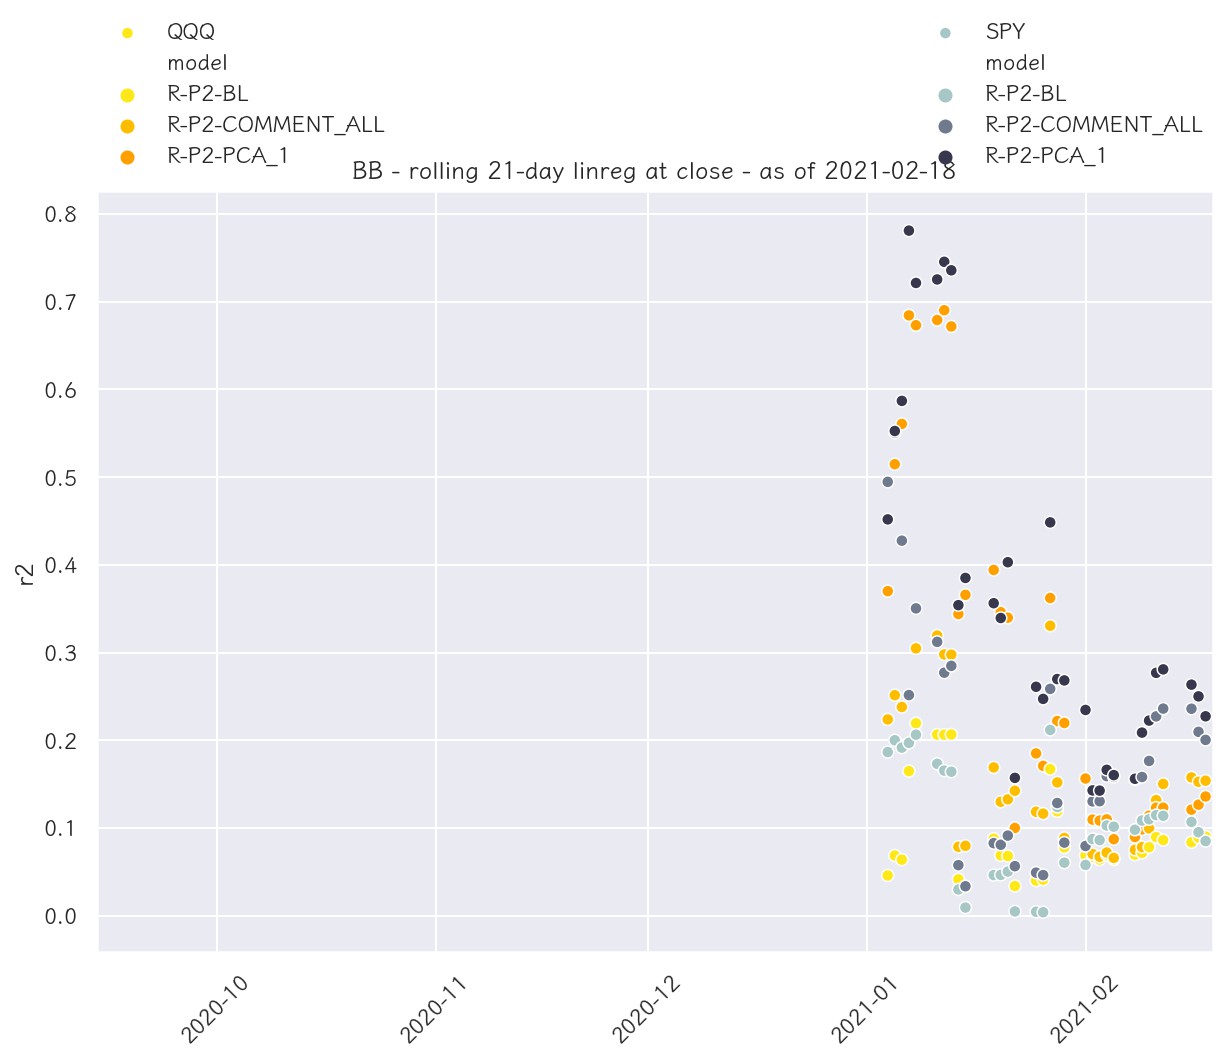 QQQ
model
R-P2-BL
R-P2-COMMENT_ALL
R-P2-PCA_1
SPY
model
R-P2-BL
R-P2-COMMENT_ALL
R-P2-PCA_1
BB - rolling 21-day linreg at close - as of 2021-02-18
r2
0.8
0.7
0.6
0.5
0.4
0.3
0.2
0.1
0.0
2020-10
2020-11
2020-12
2021-01
2021-02